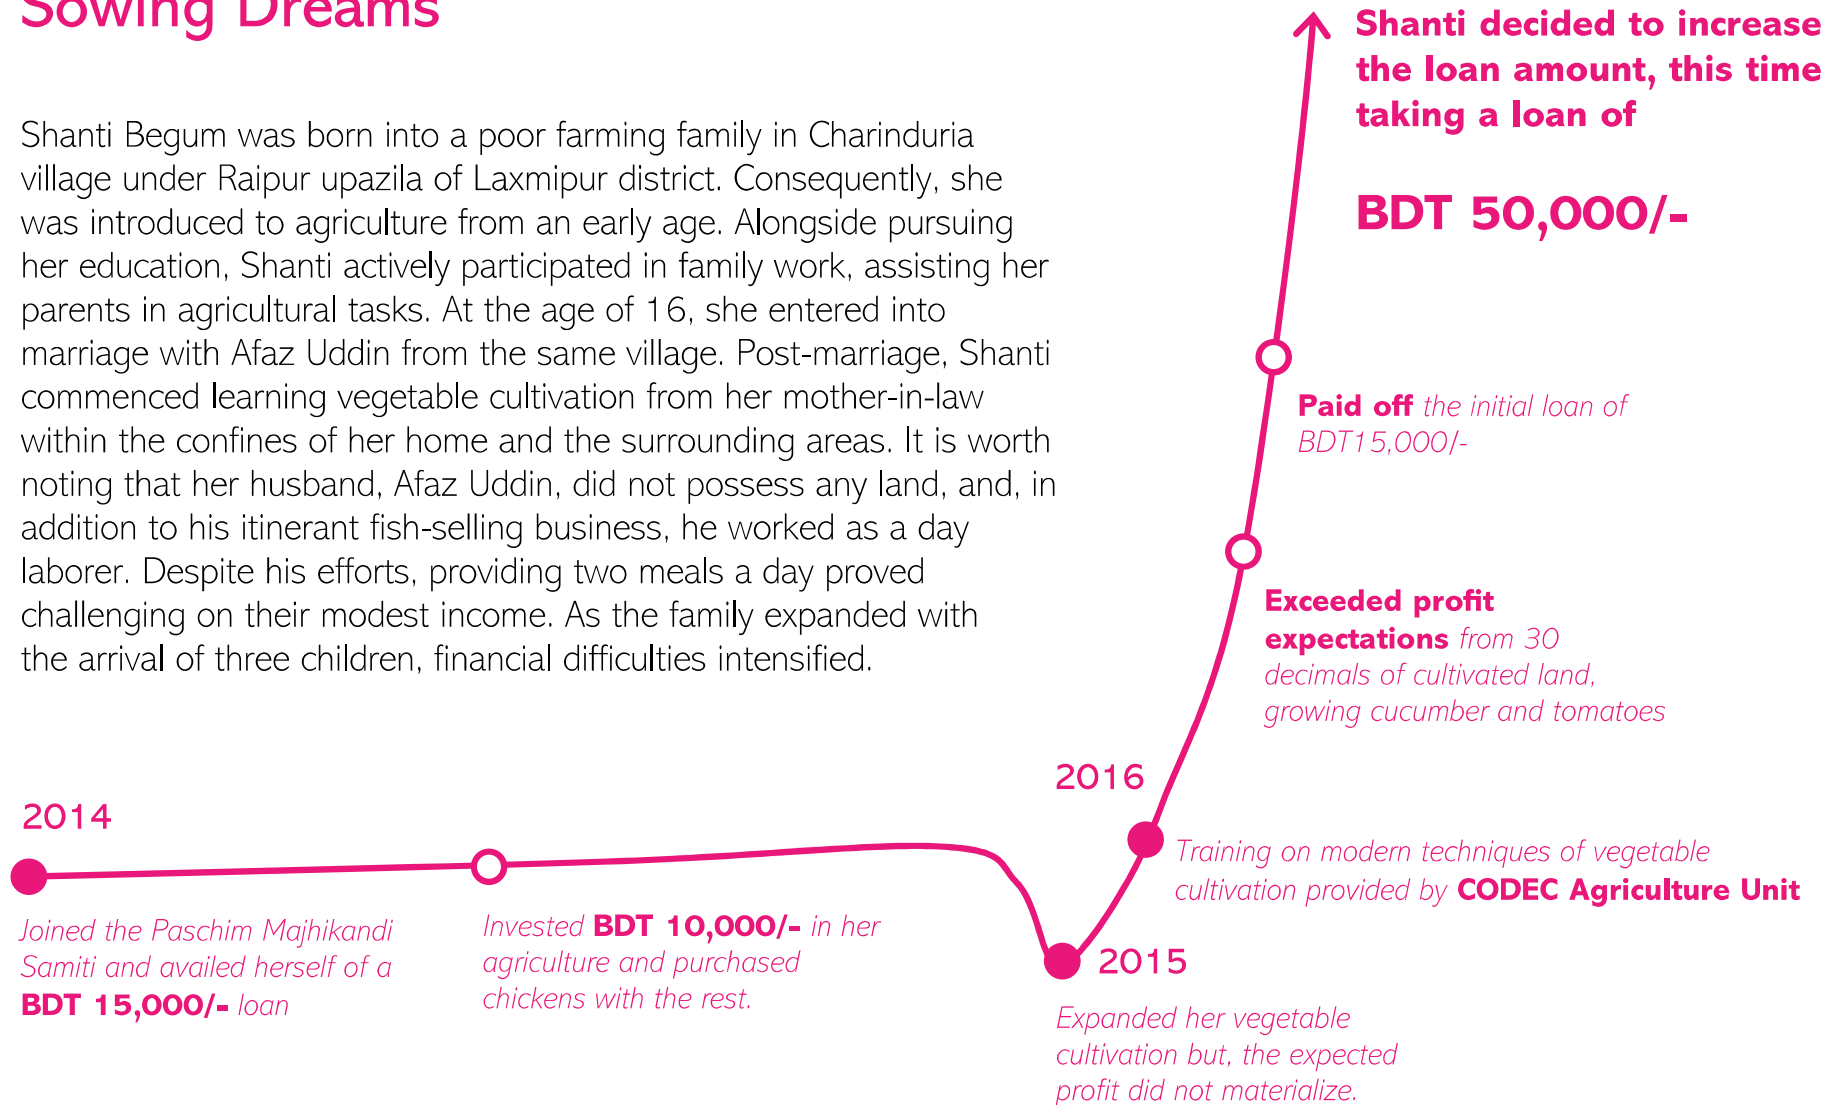 Sowing Dreams
Shanti Begum was born into a poor farming family in Charinduria
village under Raipur upazila of Laxmipur district. Consequently, she
was introduced to agriculture from an early age. Alongside pursuing
her education, Shanti actively participated in family work, assisting her
parents in agricultural tasks. At the age of 16, she entered into
marriage with Afaz Uddin from the same village. Post-marriage, Shanti
commenced learning vegetable cultivation from her mother-in-law
within the confines of her home and the surrounding areas. It is worth
noting that her husband, Afaz Uddin, did not possess any land, and, in
addition to his itinerant fish-selling business, he worked as a day
laborer. Despite his efforts, providing two meals a day proved
challenging on their modest income. As the family expanded with
the arrival of three children, financial difficulties intensified.
2014
Joined the Paschim Majhikandi
Samiti and availed herself of a
BDT 15,000/- loan
Invested BDT 10,000/- in her
agriculture and purchased
chickens with the rest.
2015
Expanded her vegetable
cultivation but, the expected
profit did not materialize.
2016
Training on modern techniques of vegetable
cultivation provided by CODEC Agriculture Unit
Exceeded profit
expectations from 30
decimals of cultivated land,
growing cucumber and tomatoes
Paid off the initial loan of
BDT15,000/-
Shanti decided to increase
the loan amount, this time
taking a loan of
BDT 50,000/-